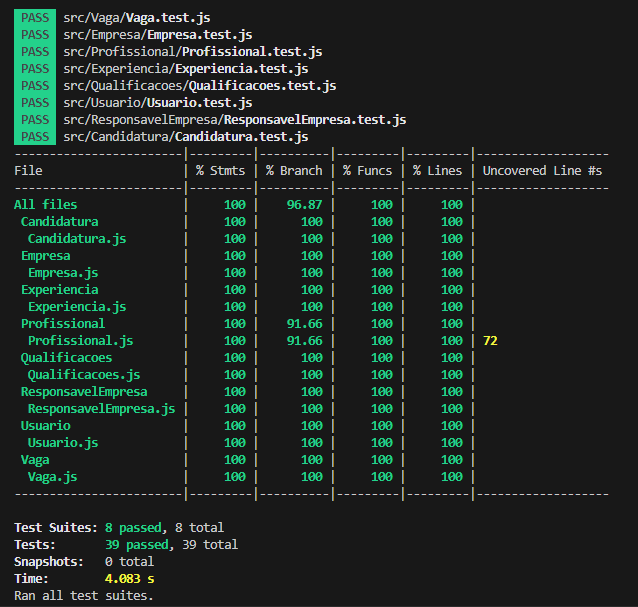 PASS src/Vaga/Vaga.test.js
PASS src/Empresa/Empresa.test.js
PASS src/Profissional/Profissional.test.js
PASS src/Experiencia/Experiencia.test.js
PASS src/Qualificacoes/Qualificacoes.test.js
PASS src/Usuario/Usuario.test.js
PASS src/ResponsavelEmpresa/ResponsavelEmpresa.test.js
PASS src/Candidatura/Candidatura.test.js
------------------------|---------|----------|---------|---------|-------------------
File                    | % Stmts | % Branch | % Funcs | % Lines | Uncovered Line #s
------------------------|---------|----------|---------|---------|-------------------
All files               |     100 |    96.87 |     100 |     100 |
 Candidatura            |     100 |      100 |     100 |     100 |
  Candidatura.js        |     100 |      100 |     100 |     100 |
 Empresa                |     100 |      100 |     100 |     100 |
  Empresa.js            |     100 |      100 |     100 |     100 |
 Experiencia            |     100 |      100 |     100 |     100 |
  Experiencia.js        |     100 |      100 |     100 |     100 |
 Profissional           |     100 |    91.66 |     100 |     100 |
  Profissional.js       |     100 |    91.66 |     100 |     100 | 72
 Qualificacoes          |     100 |      100 |     100 |     100 |
  Qualificacoes.js      |     100 |      100 |     100 |     100 |
 ResponsavelEmpresa     |     100 |      100 |     100 |     100 |
  ResponsavelEmpresa.js |     100 |      100 |     100 |     100 |
 Usuario                |     100 |      100 |     100 |     100 |
  Usuario.js            |     100 |      100 |     100 |     100 |
 Vaga                   |     100 |      100 |     100 |     100 |
  Vaga.js               |     100 |      100 |     100 |     100 |
------------------------|---------|----------|---------|---------|-------------------
Test Suites: 8 passed, 8 total
Tests:       39 passed, 39 total
Snapshots:   0 total
Time:        4.083 s
Ran all test suites.